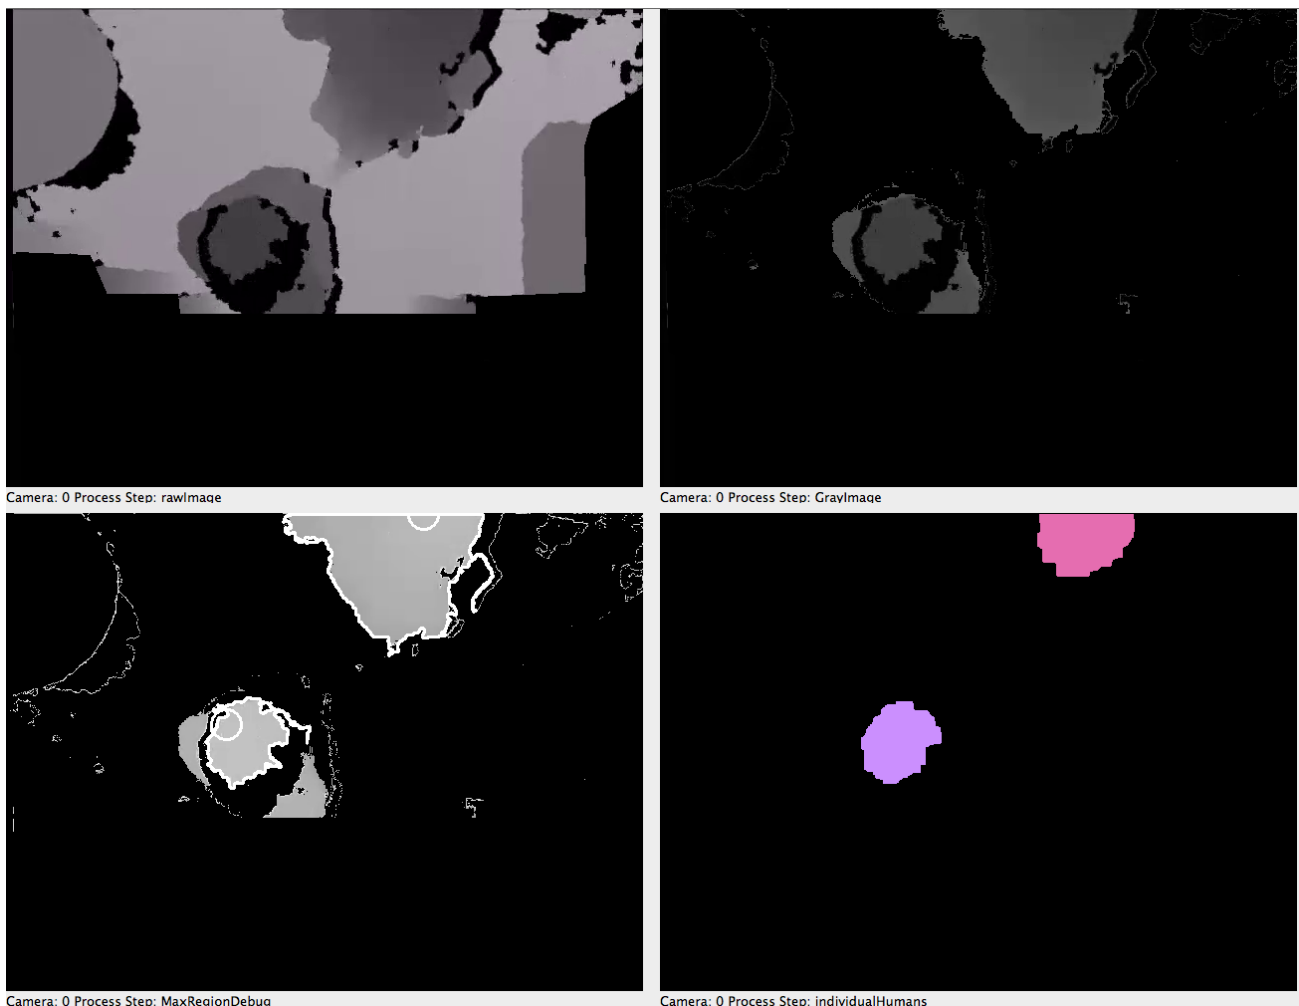 Camera: 0 Process Step: rawImage
Camera: 0 Process Step: GrayImage
Camera: 0 Process Step: MaxRegionDebug
Camera: 0 Process Step: individualHumans